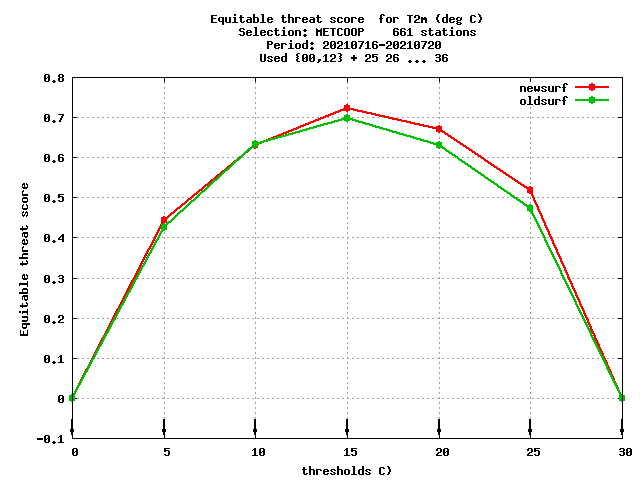 Equitable threat score for T2m (deg C)
Selection: METCOOP 661 stations
Period: 20210716-20210720
Used {00,12} + 25 26 ... 36
newsurf
oldsurf
Equitable threat score
0.8
0.7
0.6
0.5
0.4
0.3
0.2
0.1
0
-0.1
0 5 10 15 20 25 30
thresholds C)